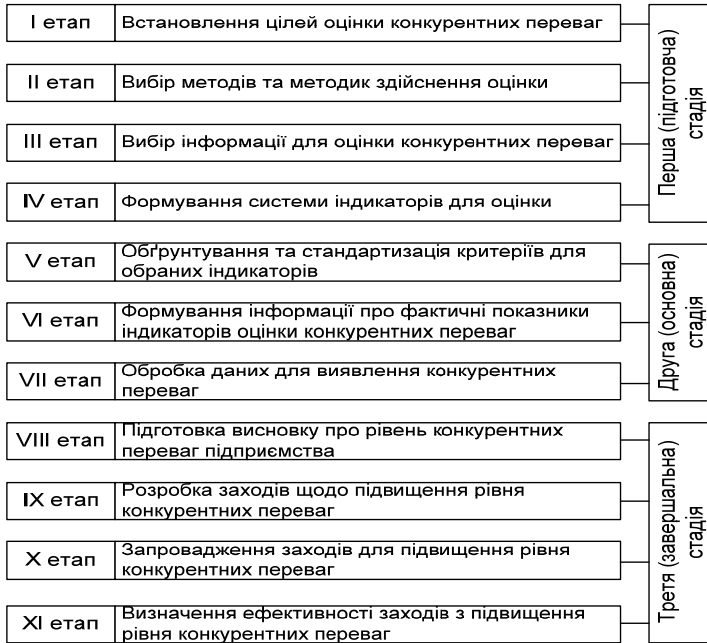 I етап
Встановлення цілей оцінки конкурентних переваг
II етап
Вибір методів та методик здійснення оцінки
III етап
Вибір інформації для оцінки конкурентних переваг
IV етап
Формування системи індикаторів для оцінки
Перша (підготовча)
стадія
V етап
Обґрунтування та стандартизація критеріїв для
обраних індикаторів
VI етап
Формування інформації про фактичні показники
індикаторів оцінки конкурентних переваг
VII етап
Обробка даних для виявлення конкурентних
переваг
Друга (основна)
стадія
VIII етап
Підготовка висновку про рівень конкурентних
переваг підприємства
IX етап
Розробка заходів щодо підвищення рівня
конкурентних переваг
X етап
Запровадження заходів для підвищення рівня
конкурентних переваг
XI етап
Визначення ефективності заходів з підвищення
рівня конкурентних переваг
Третя (завершальна)
стадія